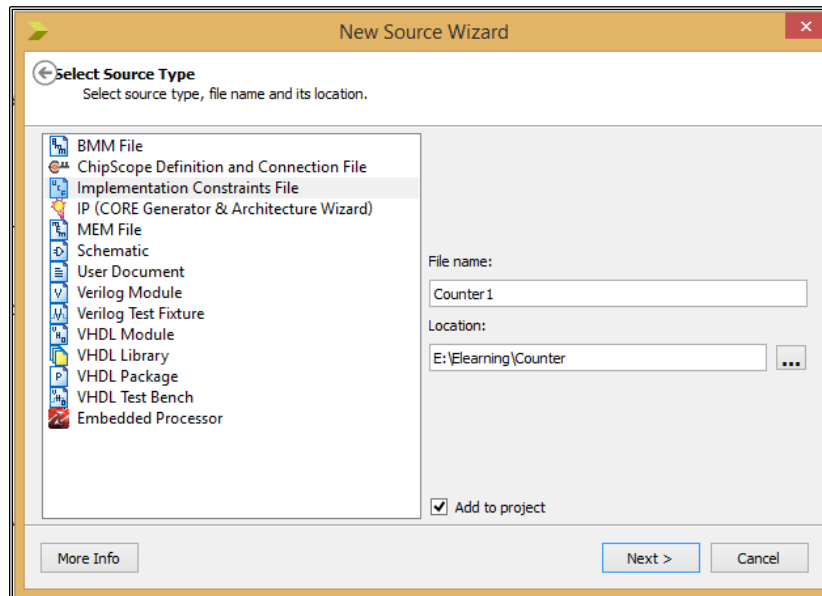 New Source Wizard
Select Source Type
Select source type, file name and its location.
BMM File
ChipScope Definition and Connection File
Implementation Constraints File
IP (CORE Generator & Architecture Wizard)
MEM File
Schematic
User Document
Verilog Module
Verilog Test Fixture
VHDL Module
VHDL Library
VHDL Package
VHDL Test Bench
Embedded Processor
File name:
Counter1
Location:
E:\Elearning\Counter
...
Add to project
More Info
Next >
Cancel